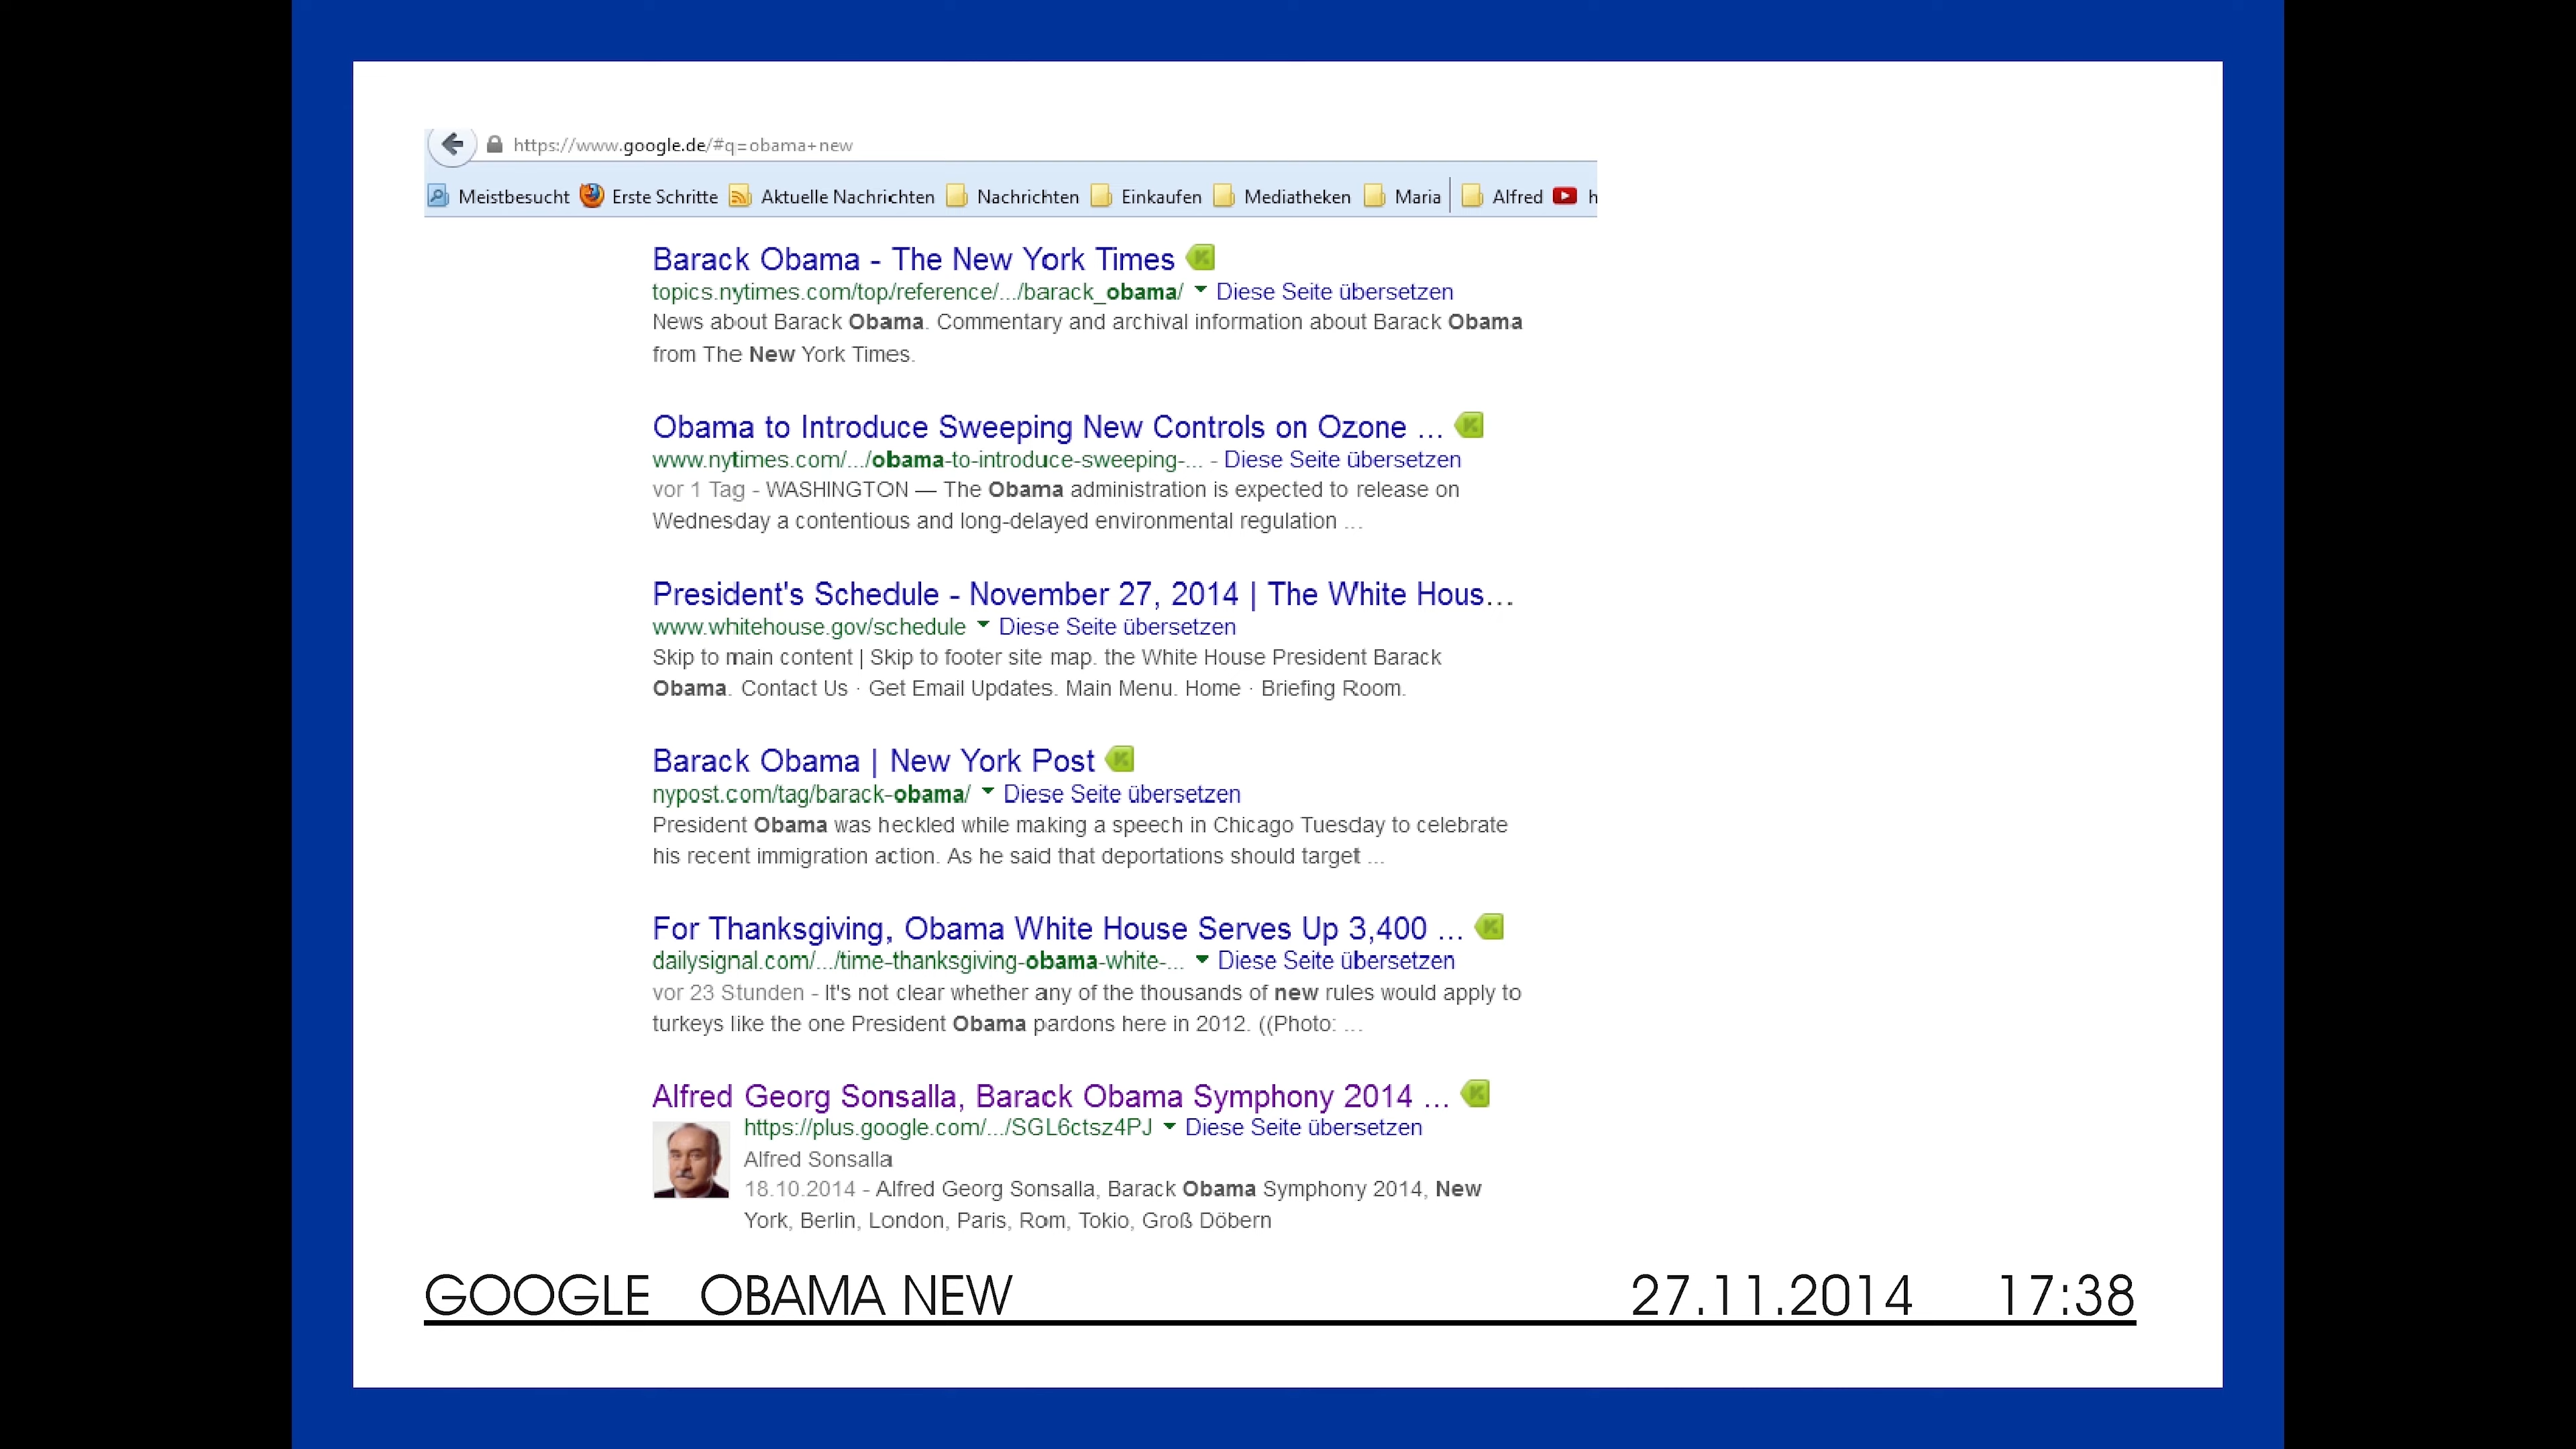 https://www.google.de/#q=obama+new
Meistbesucht Erste Schritte Aktuelle Nachrichten Nachrichten Einkaufen Mediatheken Maria Alfred h
Barack Obama - The New York Times
topics.nytimes.com/top/reference/.../barack_obama/ Diese Seite übersetzen
News about Barack Obama. Commentary and archival information about Barack Obama
from The New York Times.
Obama to Introduce Sweeping New Controls on Ozone ...
www.nytimes.com/.../obama-to-introduce-sweeping-... - Diese Seite übersetzen
vor 1 Tag - WASHINGTON — The Obama administration is expected to release on
Wednesday a contentious and long-delayed environmental regulation ...
President's Schedule - November 27, 2014 | The White Hous...
www.whitehouse.gov/schedule Diese Seite übersetzen
Skip to main content | Skip to footer site map. the White House President Barack
Obama. Contact Us · Get Email Updates. Main Menu. Home · Briefing Room.
Barack Obama | New York Post
nypost.com/tag/barack-obama/ Diese Seite übersetzen
President Obama was heckled while making a speech in Chicago Tuesday to celebrate
his recent immigration action. As he said that deportations should target ...
For Thanksgiving, Obama White House Serves Up 3,400 ...
dailysignal.com/.../time-thanksgiving-obama-white-... Diese Seite übersetzen
vor 23 Stunden - It's not clear whether any of the thousands of new rules would apply to
turkeys like the one President Obama pardons here in 2012. ((Photo: ...
Alfred Georg Sonsalla, Barack Obama Symphony 2014 ...
https://plus.google.com/.../SGL6ctsz4PJ Diese Seite übersetzen
Alfred Sonsalla
18.10.2014 - Alfred Georg Sonsalla, Barack Obama Symphony 2014, New
York, Berlin, London, Paris, Rom, Tokio, Groß Döbern
GOOGLE OBAMA NEW 27.11.2014 17:38